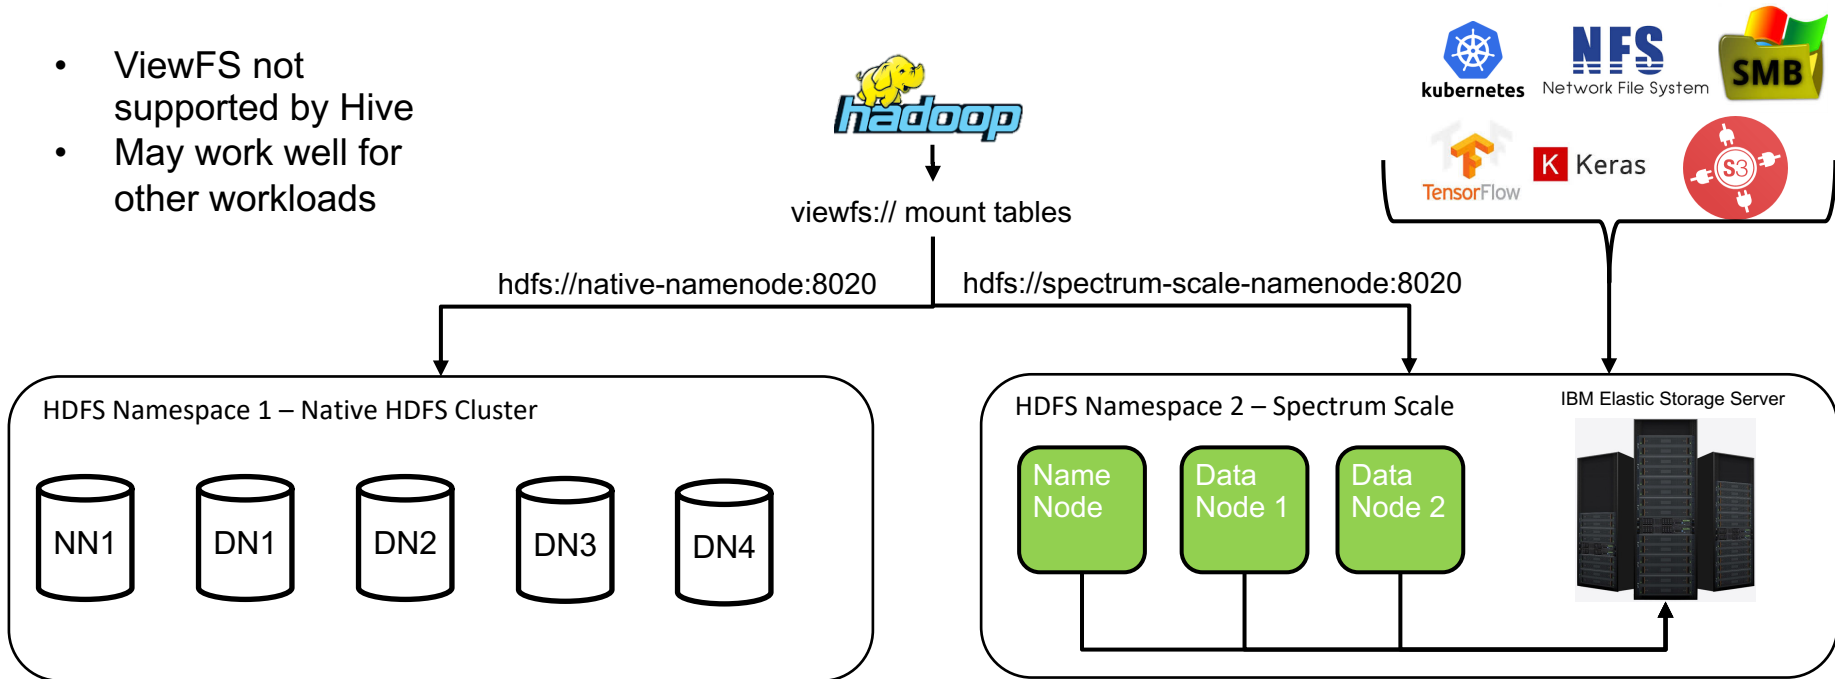 • ViewFS not
supported by Hive
• May work well for
other workloads
hadoop
viewfs:// mount tables
kubernetes
NFS
Network File System
SMB
TensorFlow
K Keras
S3
hdfs://native-namenode:8020
hdfs://spectrum-scale-namenode:8020
HDFS Namespace 1 – Native HDFS Cluster
NN1
DN1
DN2
DN3
DN4
HDFS Namespace 2 – Spectrum Scale
IBM Elastic Storage Server
Name
Node
Data
Node 1
Data
Node 2